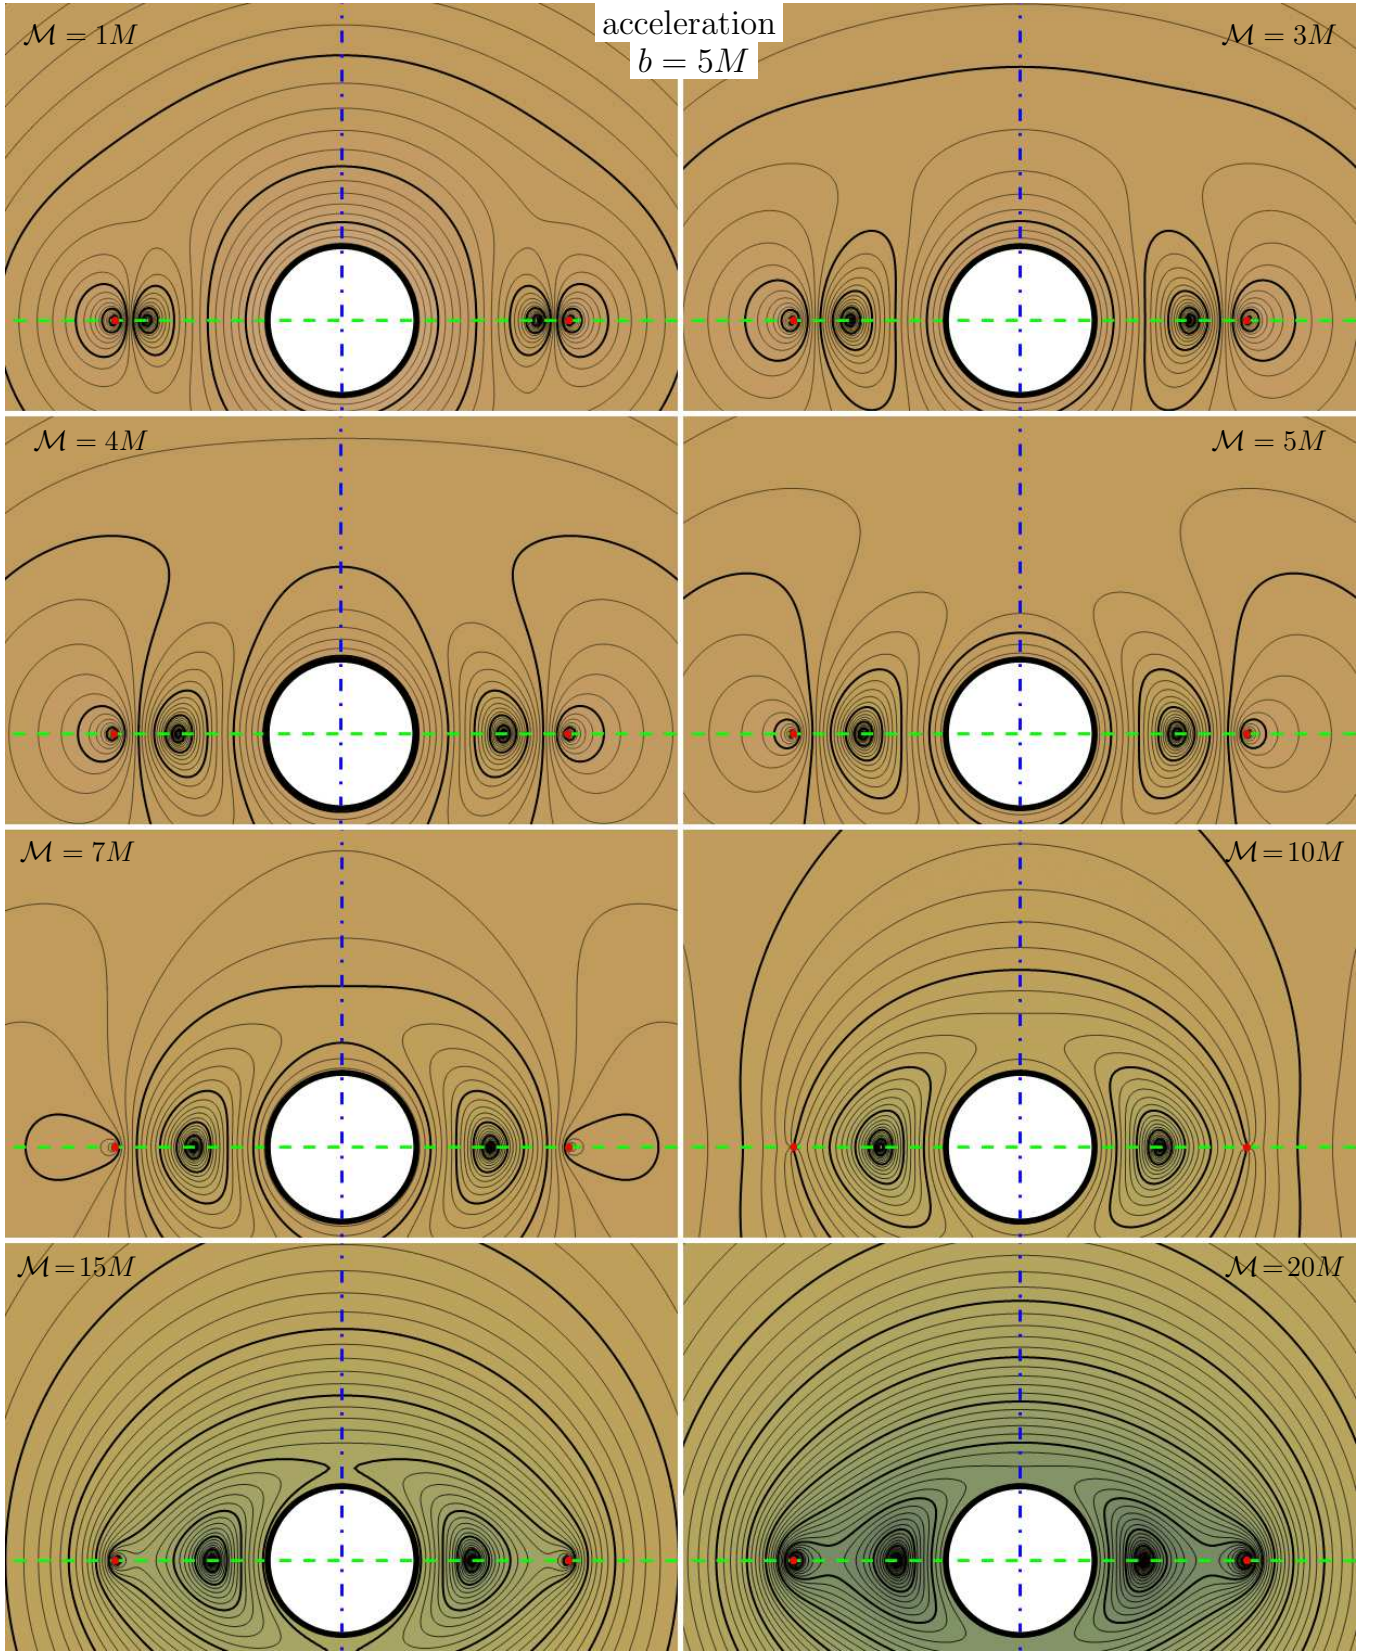 ℳ = 1M
acceleration
b = 5M
ℳ = 3M
ℳ = 4M
ℳ = 5M
ℳ = 7M
ℳ = 10M
ℳ = 15M
ℳ = 20M